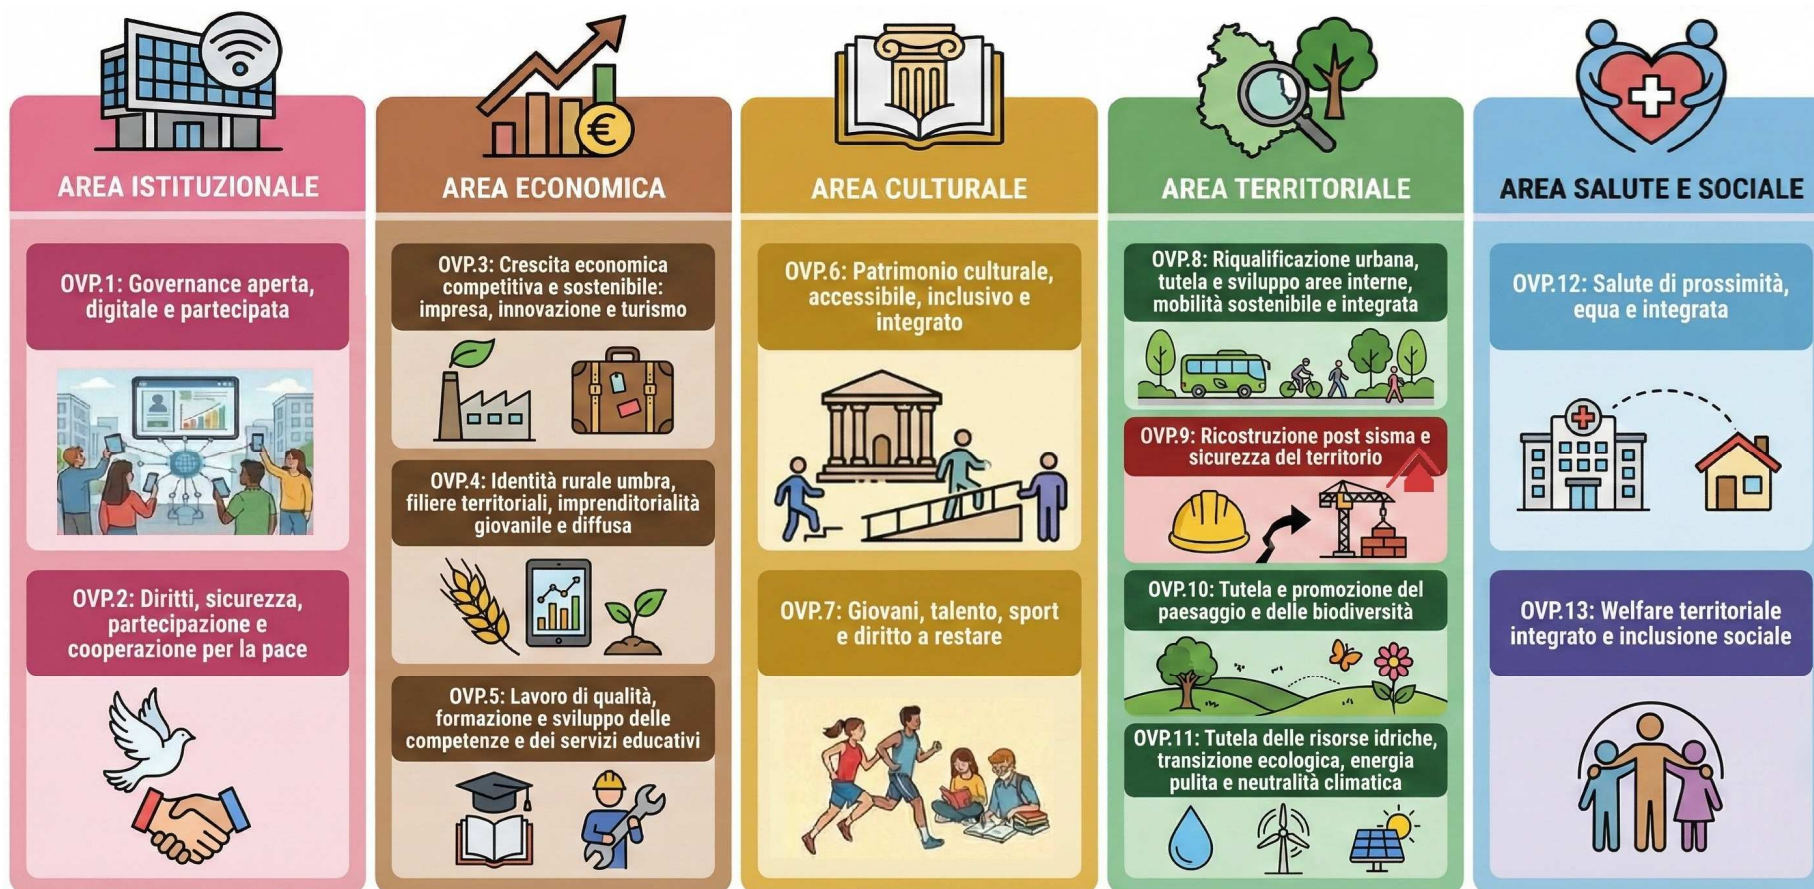 AREA ISTITUZIONALE
OVP.1: Governance aperta,
digitale e partecipata
OVP.2: Diritti, sicurezza,
partecipazione e
cooperazione per la pace
AREA ECONOMICA
OVP.3: Crescita economica
competitiva e sostenibile:
impresa, innovazione e turismo
OVP.4: Identità rurale umbra,
filiere territoriali, imprenditorialità
giovanile e diffusa
OVP.5: Lavoro di qualità,
formazione e sviluppo delle
competenze e dei servizi educativi
AREA CULTURALE
OVP.6: Patrimonio culturale,
accessibile, inclusivo e
integrato
OVP.7: Giovani, talento, sport
e diritto a restare
AREA TERRITORIALE
OVP.8: Riqualificazione urbana,
tutela e sviluppo aree interne,
mobilità sostenibile e integrata
OVP.9: Ricostruzione post sisma e
sicurezza del territorio
OVP.10: Tutela e promozione del
paesaggio e delle biodiversità
OVP.11: Tutela delle risorse idriche,
transizione ecologica, energia
pulita e neutralità climatica
AREA SALUTE E SOCIALE
OVP.12: Salute di prossimità,
equa e integrata
OVP.13: Welfare territoriale
integrato e inclusione sociale